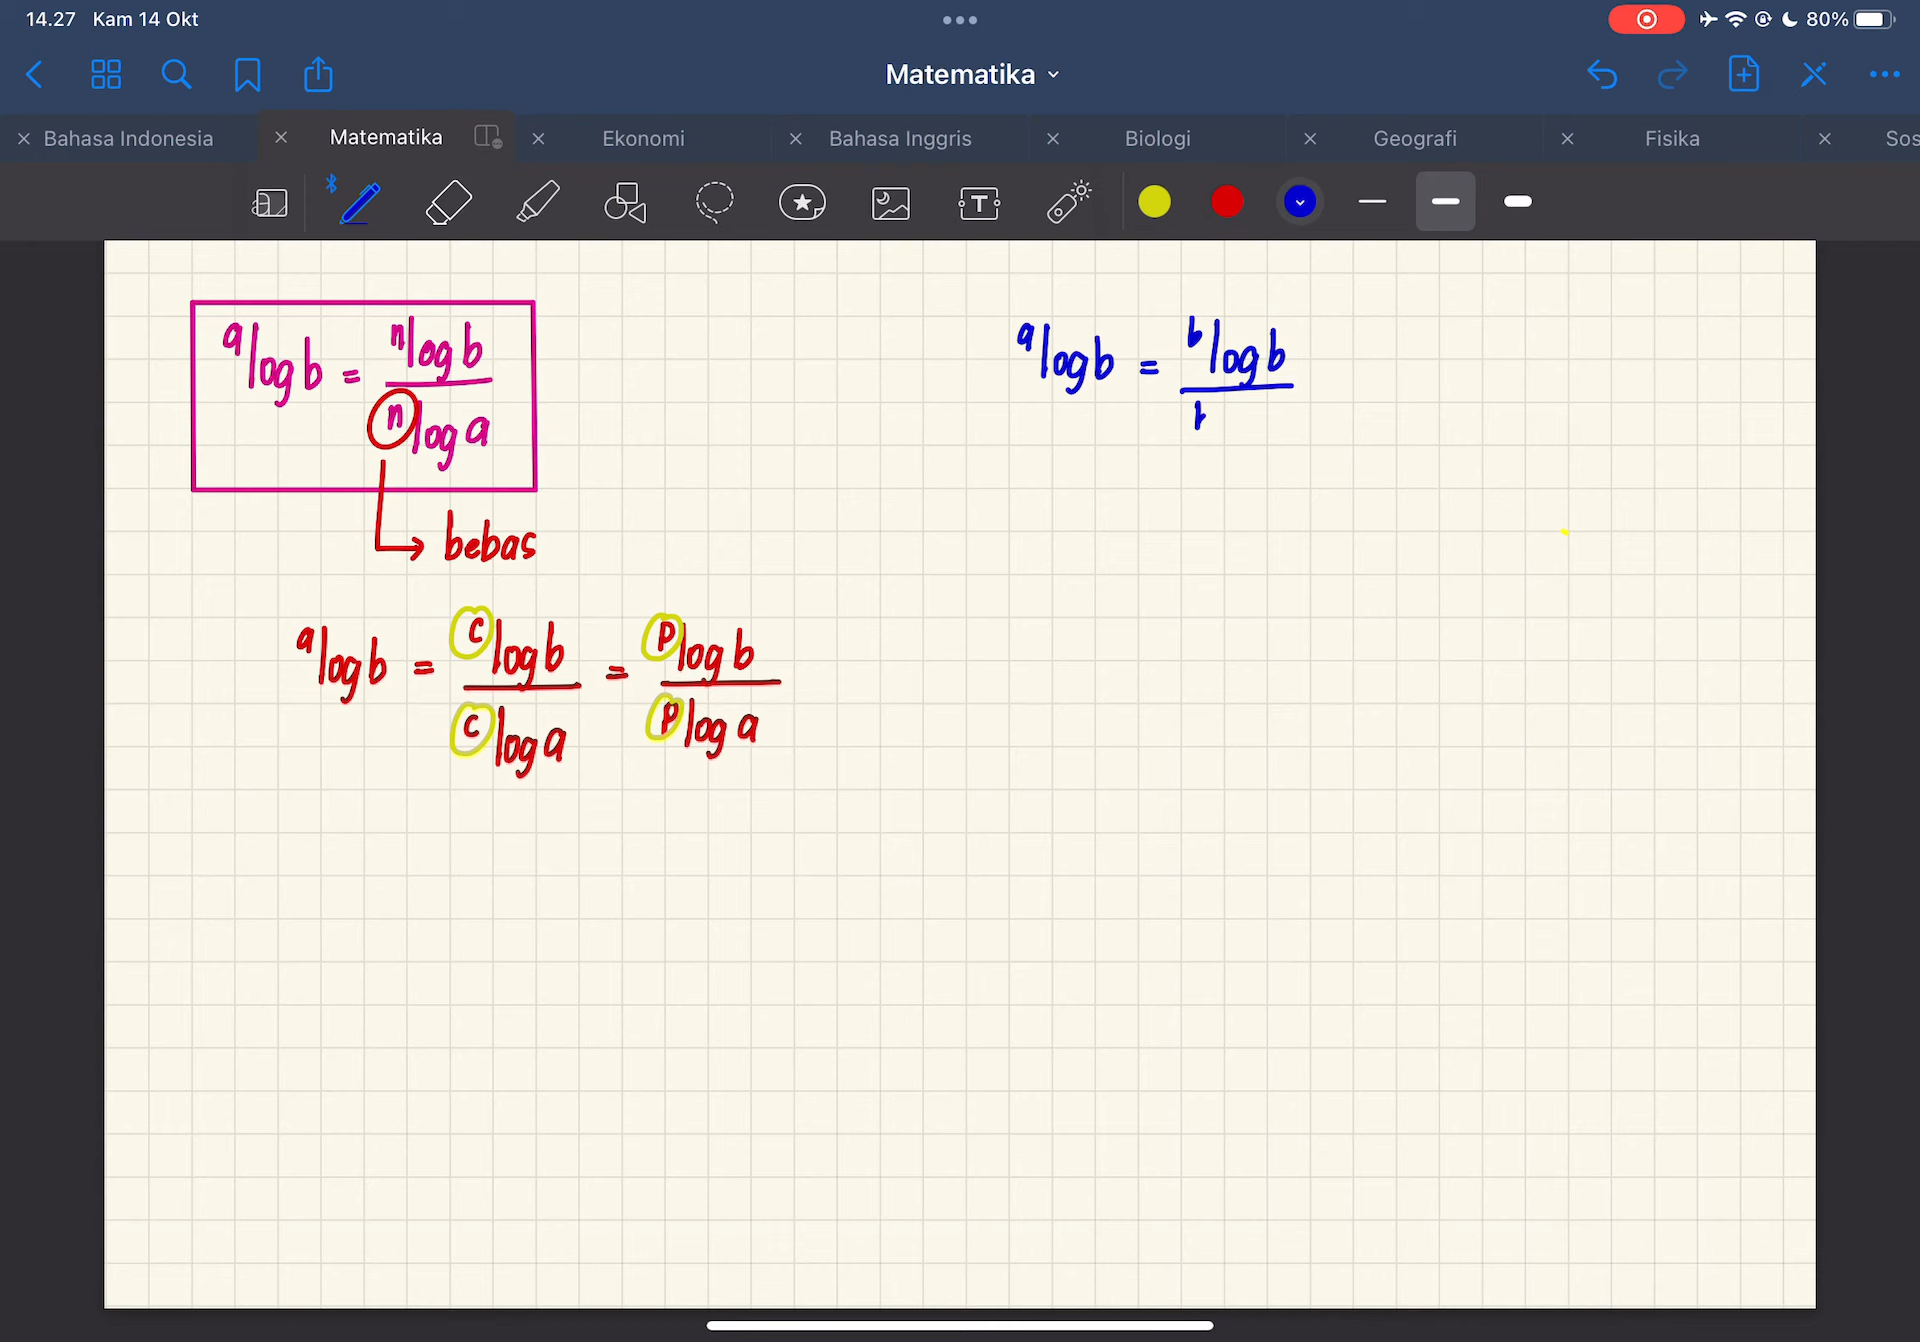 14.27 Kam 14 Okt 80%
Matematika
Bahasa Indonesia Matematika Ekonomi Bahasa Inggris Biologi Geografi Fisika Sos
T
ᵃlog b = ⁿlog b / ⁿlog a
bebas
ᵃlog b = ᶜlog b / ᶜlog a = ᵖlog b / ᵖlog a
ᵃlog b = ᵇlog b /